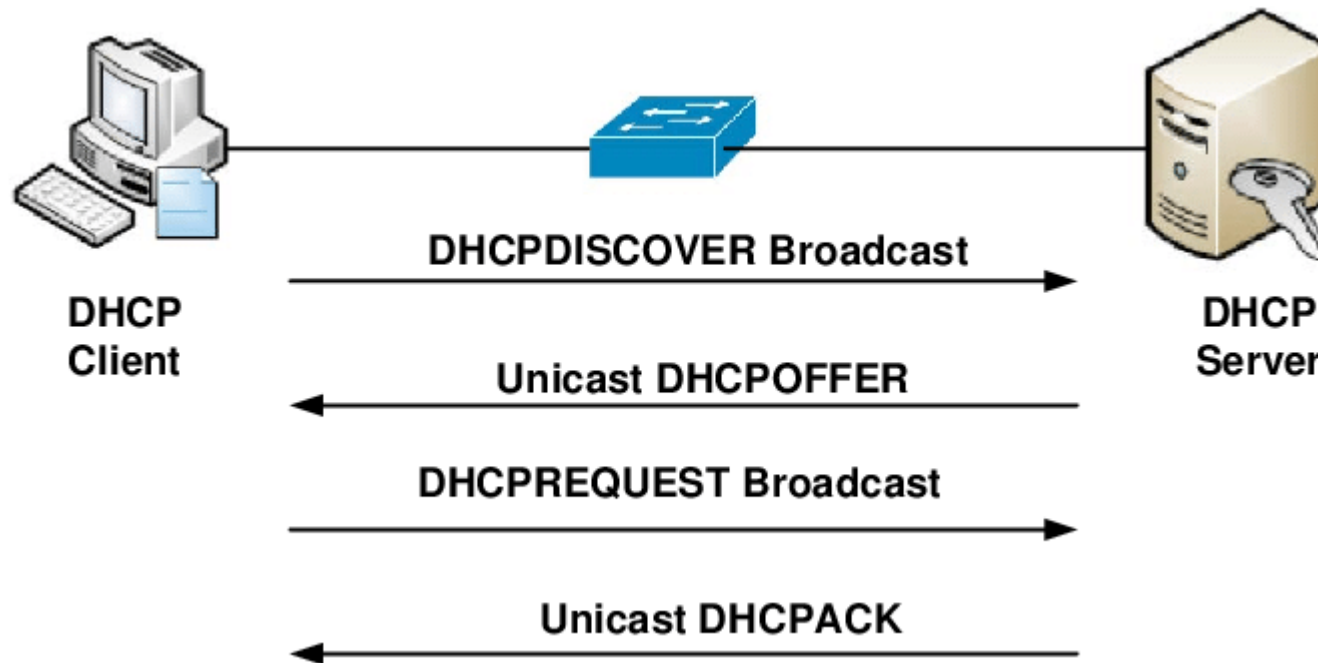 DHCPDISCOVER Broadcast
DHCP
Client
DHCP
Server
Unicast DHCPOFFER
DHCPREQUEST Broadcast
Unicast DHCPACK